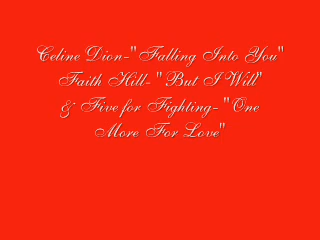 Celine Dion-"Falling Into You"
Faith Hill- "But I Will"
& Five for Fighting- "One
More For Love"